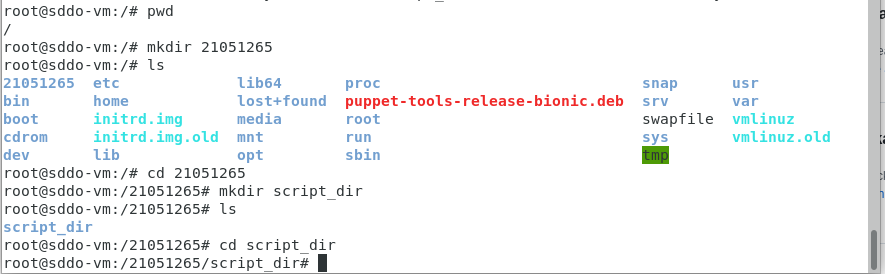 root@sddo-vm:/# pwd
/
root@sddo-vm:/# mkdir 21051265
root@sddo-vm:/# ls
21051265 etc lib64 proc snap usr
bin home lost+found puppet-tools-release-bionic.deb srv var
boot initrd.img media root swapfile vmlinuz
cdrom initrd.img.old mnt run sys vmlinuz.old
dev lib opt sbin tmp
root@sddo-vm:/# cd 21051265
root@sddo-vm:/21051265# mkdir script_dir
root@sddo-vm:/21051265# ls
script_dir
root@sddo-vm:/21051265# cd script_dir
root@sddo-vm:/21051265/script_dir#